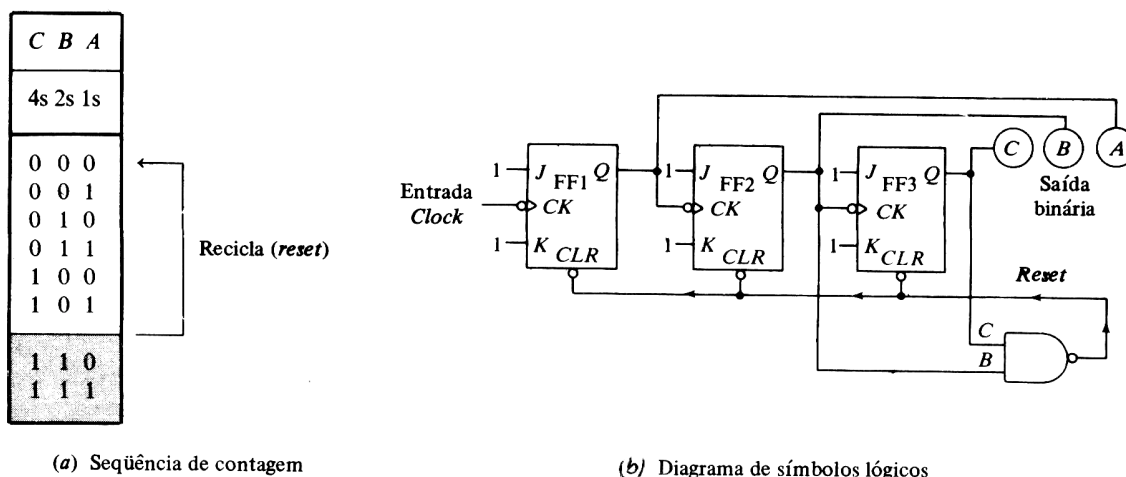 C B A
4s 2s 1s
0 0 0
0 0 1
0 1 0
0 1 1
1 0 0
1 0 1
1 1 0
1 1 1
Recicla (reset)
(a) Seqüência de contagem
Entrada
Clock
1 J FF1 Q
CK
1 K CLR
1 J FF2 Q
CK
1 K CLR
1 J FF3 Q
CK
1 K CLR
C B A
Saída
binária
Reset
C
B
(b) Diagrama de símbolos lógicos